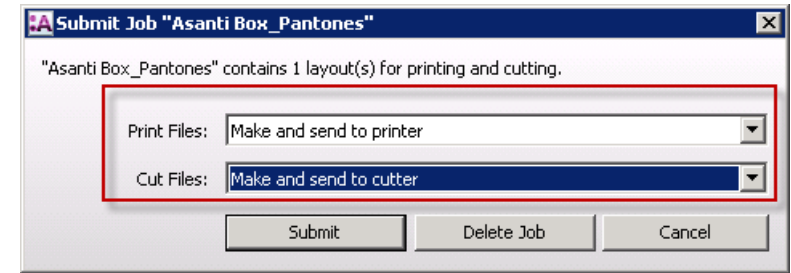 :A Submit Job "Asanti Box_Pantones"
"Asanti Box_Pantones" contains 1 layout(s) for printing and cutting.
Print Files: Make and send to printer
Cut Files: Make and send to cutter
Submit Delete Job Cancel